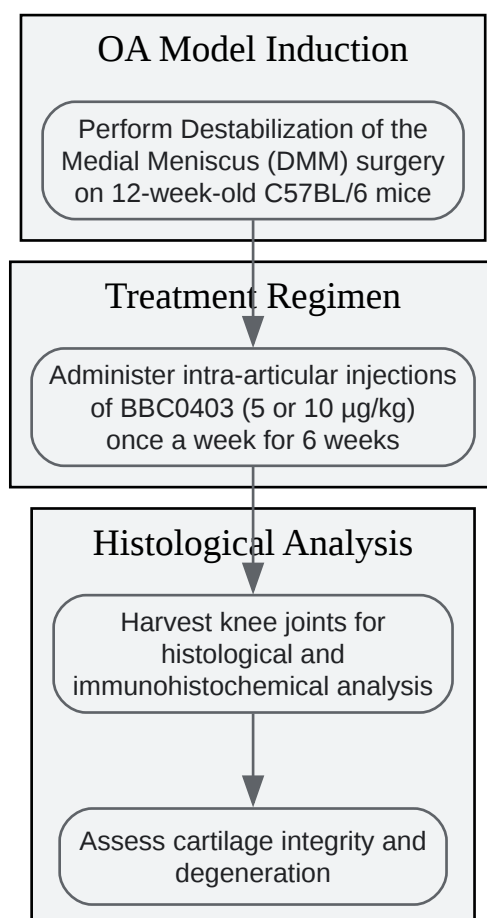 OA Model Induction
Perform Destabilization of the
Medial Meniscus (DMM) surgery
on 12-week-old C57BL/6 mice
Treatment Regimen
Administer intra-articular injections
of BBC0403 (5 or 10 µg/kg)
once a week for 6 weeks
Histological Analysis
Harvest knee joints for
histological and
immunohistochemical analysis
Assess cartilage integrity and
degeneration